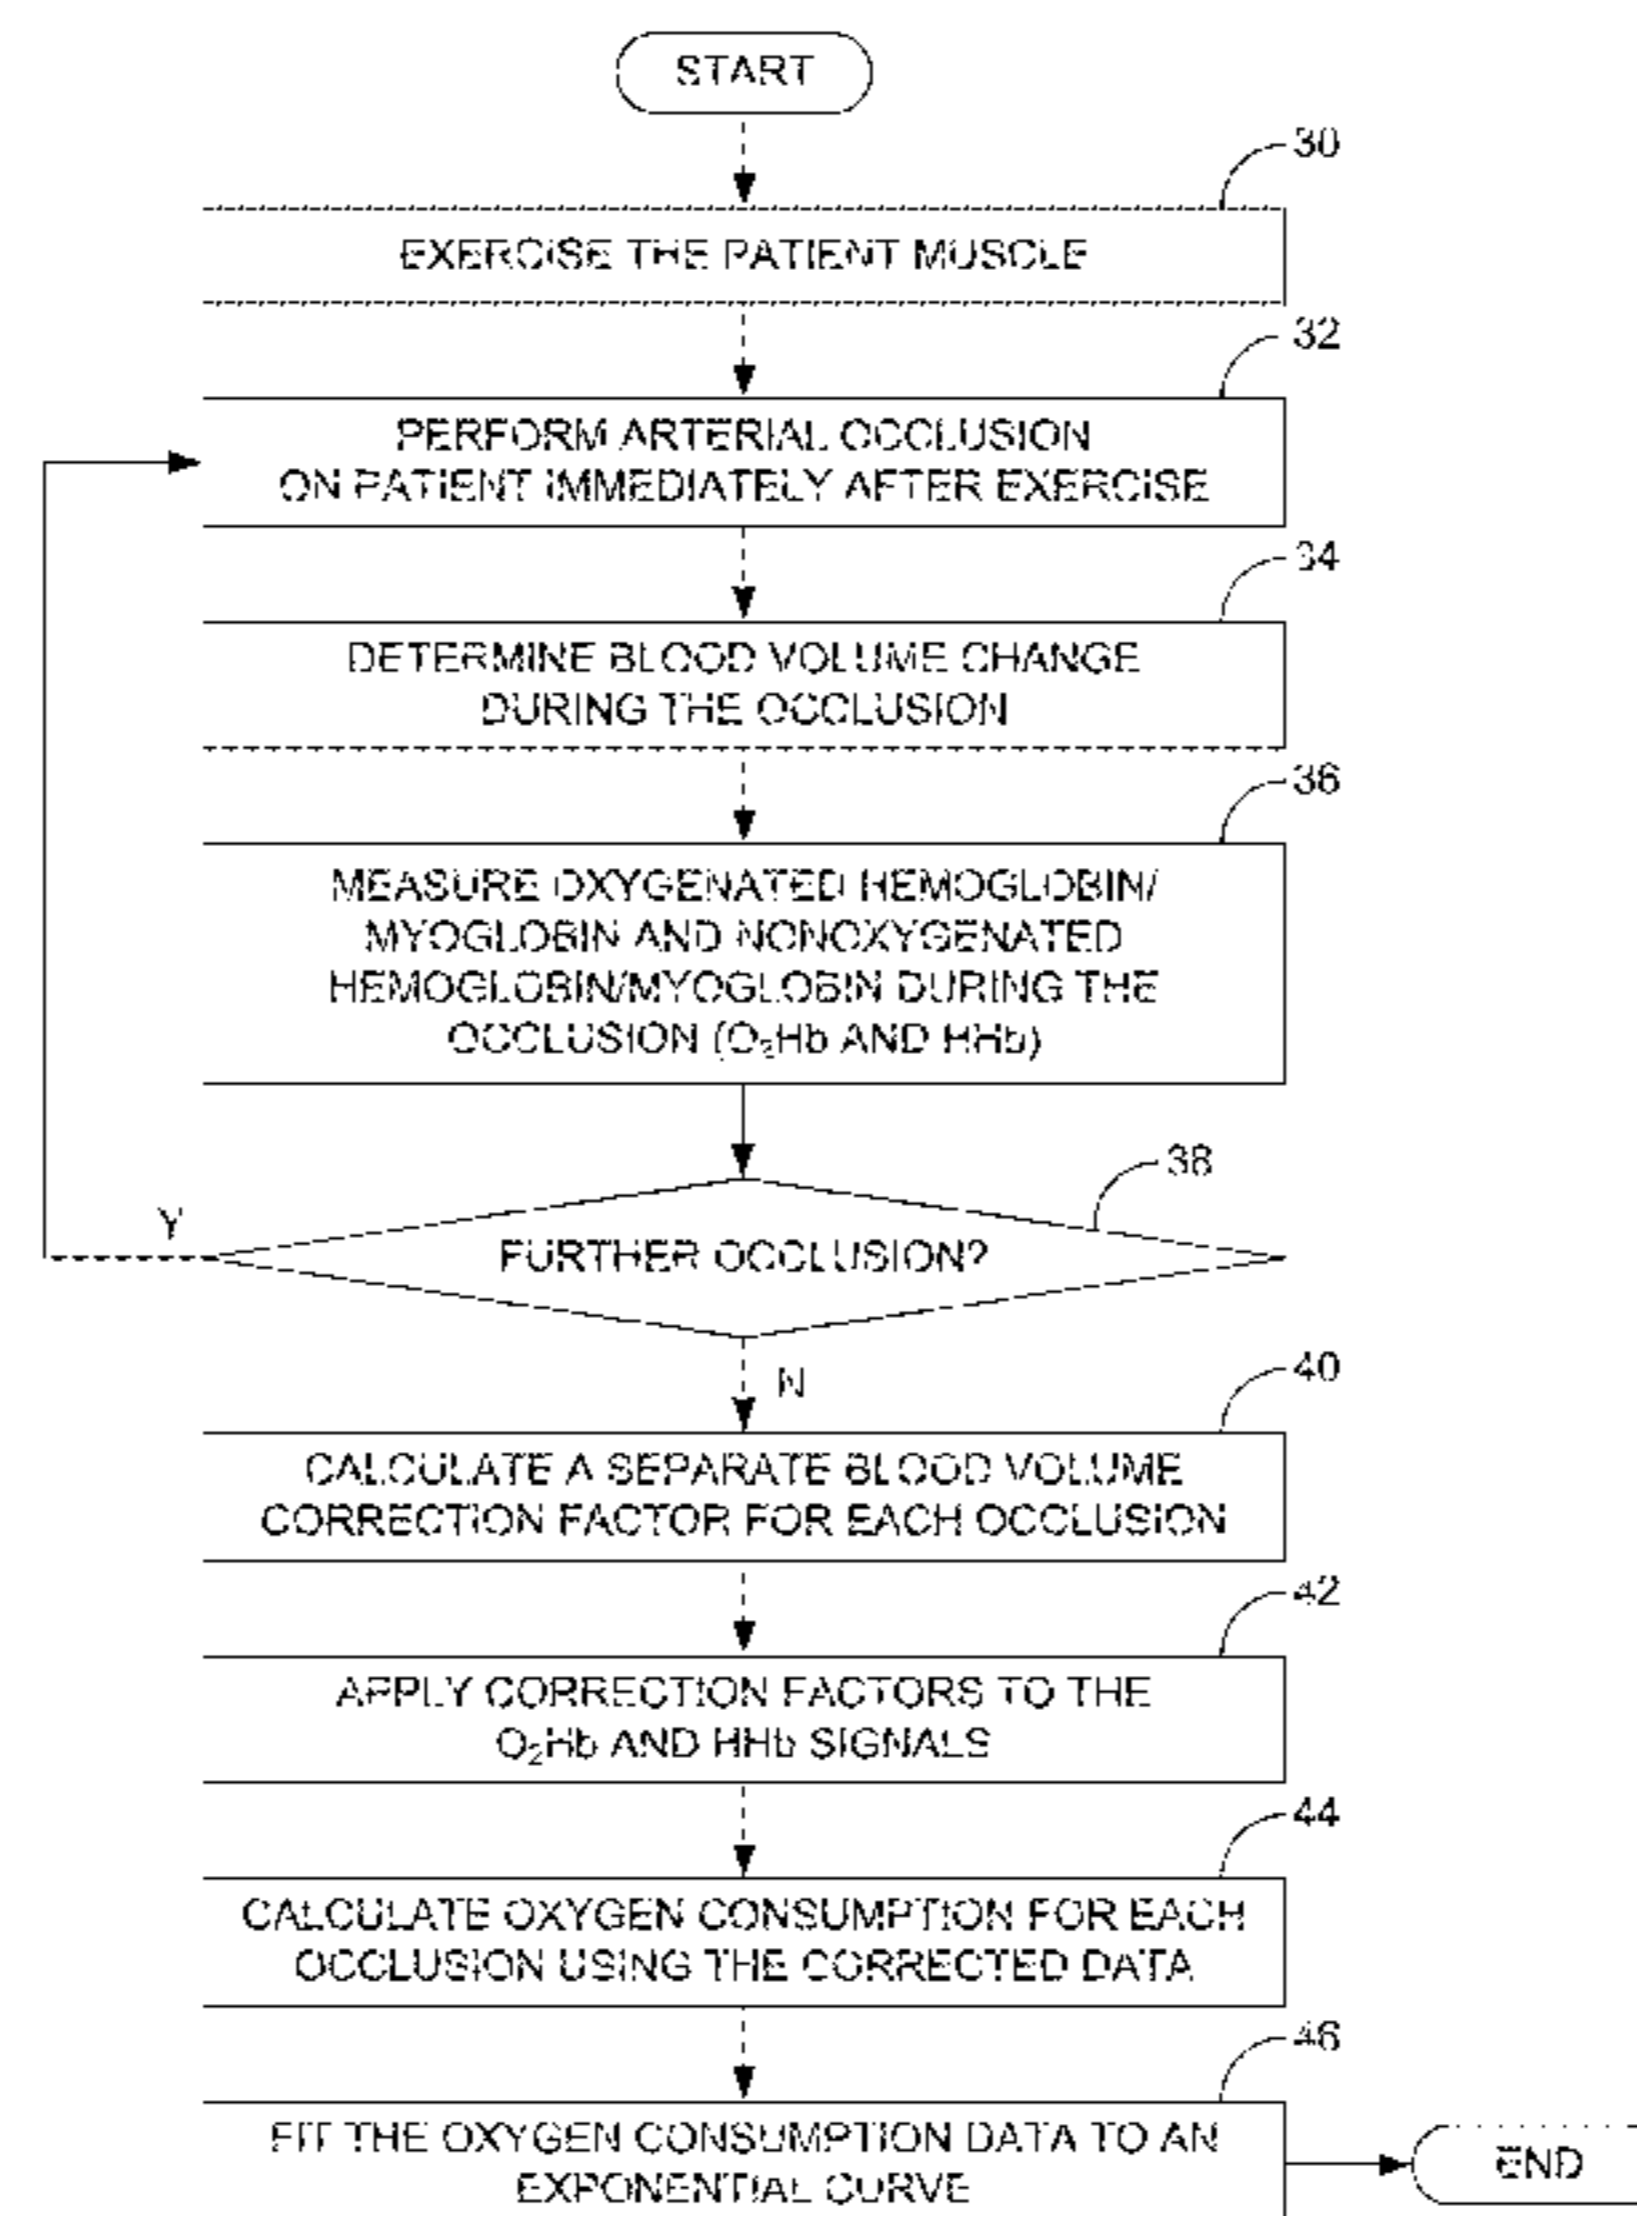 START
30
EXERCISE THE PATIENT MUSCLE
32
PERFORM ARTERIAL OCCLUSION
ON PATIENT IMMEDIATELY AFTER EXERCISE
34
DETERMINE BLOOD VOLUME CHANGE
DURING THE OCCLUSION
36
MEASURE OXYGENATED HEMOGLOBIN/
MYOGLOBIN AND NONOXYGENATED
HEMOGLOBIN/MYOGLOBIN DURING THE
OCCLUSION (O₂Hb AND HHb)
38
Y
FURTHER OCCLUSION?
N
40
CALCULATE A SEPARATE BLOOD VOLUME
CORRECTION FACTOR FOR EACH OCCLUSION
42
APPLY CORRECTION FACTORS TO THE
O₂Hb AND HHb SIGNALS
44
CALCULATE OXYGEN CONSUMPTION FOR EACH
OCCLUSION USING THE CORRECTED DATA
46
FIT THE OXYGEN CONSUMPTION DATA TO AN
EXPONENTIAL CURVE
END